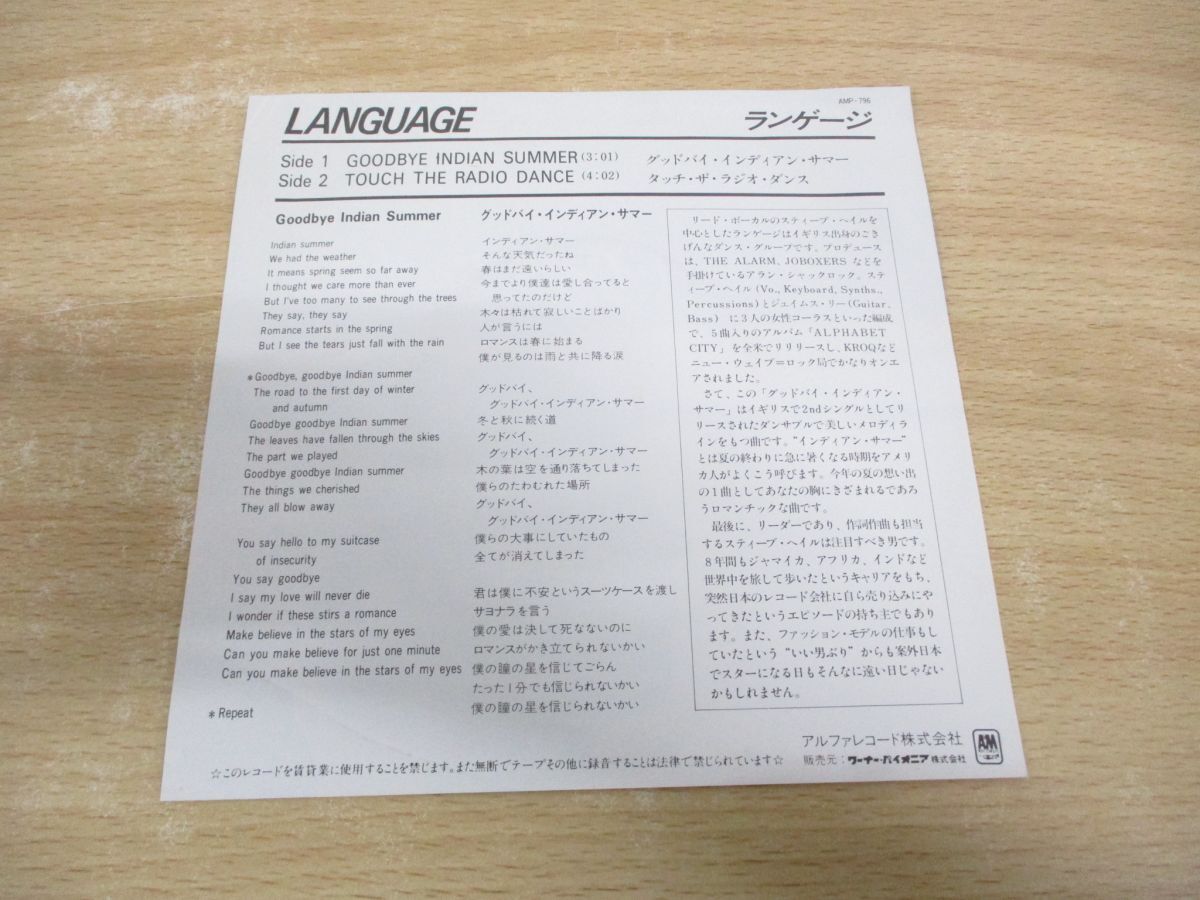 AMP-796
LANGUAGE ランゲージ
Side 1 GOODBYE INDIAN SUMMER (3:01) グッドバイ・インディアン・サマー
Side 2 TOUCH THE RADIO DANCE (4:02) タッチ・ザ・ラジオ・ダンス
Goodbye Indian Summer
Indian summer
We had the weather
It means spring seem so far away
I thought we care more than ever
But I've too many to see through the trees
They say, they say
Romance starts in the spring
But I see the tears just fall with the rain
*Goodbye, goodbye Indian summer
The road to the first day of winter
and autumn
Goodbye goodbye Indian summer
The leaves have fallen through the skies
The part we played
Goodbye goodbye Indian summer
The things we cherished
They all blow away
You say hello to my suitcase
of insecurity
You say goodbye
I say my love will never die
I wonder if these stirs a romance
Make believe in the stars of my eyes
Can you make believe for just one minute
Can you make believe in the stars of my eyes
* Repeat
グッドバイ・インディアン・サマー
インディアン・サマー
そんな天気だったね
春はまだ遠いらしい
今までより僕達は愛し合ってると
思ってたのだけど
木々は枯れて寂しいことばかり
人が言うには
ロマンスは春に始まる
僕が見るのは雨と共に降る涙
グッドバイ、
グッドバイ・インディアン・サマー
冬と秋に続く道
グッドバイ、
グッドバイ・インディアン・サマー
木の葉は空を通り落ちてしまった
僕らのたわむれた場所
グッドバイ、
グッドバイ・インディアン・サマー
僕らの大事にしていたもの
全てが消えてしまった
君は僕に不安というスーツケースを渡し
サヨナラを言う
僕の愛は決して死なないのに
ロマンスがかき立てられないかい
僕の瞳の星を信じてごらん
たった1分でも信じられないかい
僕の瞳の星を信じられないかい
リード・ボーカルのスティーブ・ヘイルを
中心としたランゲージはイギリス出身のごき
げんなダンス・グループです。プロデュース
は、THE ALARM、JOBOXERS などを
手掛けているアラン・シャックロック。ステ
ィーブ・ヘイル(Vo., Keyboard, Synths.,
Percussions)とジェイムス・リー(Guitar,
Bass) に3人の女性コーラスといった編成
で、5曲入りのアルバム「ALPHABET
CITY」を全米でリリースし、KROQなど
ニュー・ウェイブ=ロック局でかなりオンエ
アされました。
さて、この「グッドバイ・インディアン・
サマー」はイギリスで2ndシングルとしてリ
リースされたダンサブルで美しいメロディラ
インをもつ曲です。"インディアン・サマー"
とは夏の終わりに急に暑くなる時期をアメリ
カ人がよくこう呼びます。今年の夏の想い出
の1曲としてあなたの胸にきざまれるであろ
うロマンチックな曲です。
最後に、リーダーであり、作詞作曲も担当
するスティーブ・ヘイルは注目すべき男です。
8年間もジャマイカ、アフリカ、インドなど
世界中を旅して歩いたというキャリアをもち、
突然日本のレコード会社に自ら売り込みにや
ってきたというエピソードの持ち主でもあり
ます。また、ファッション・モデルの仕事もし
ていたという "いい男ぶり" からも案外日本
でスターになる日もそんなに遠い日じゃない
かもしれません。
アルファレコード株式会社
販売元：ワーナー・パイオニア株式会社
AM
☆このレコードを賃貸業に使用することを禁じます。また無断でテープその他に録音することは法律で禁じられています☆